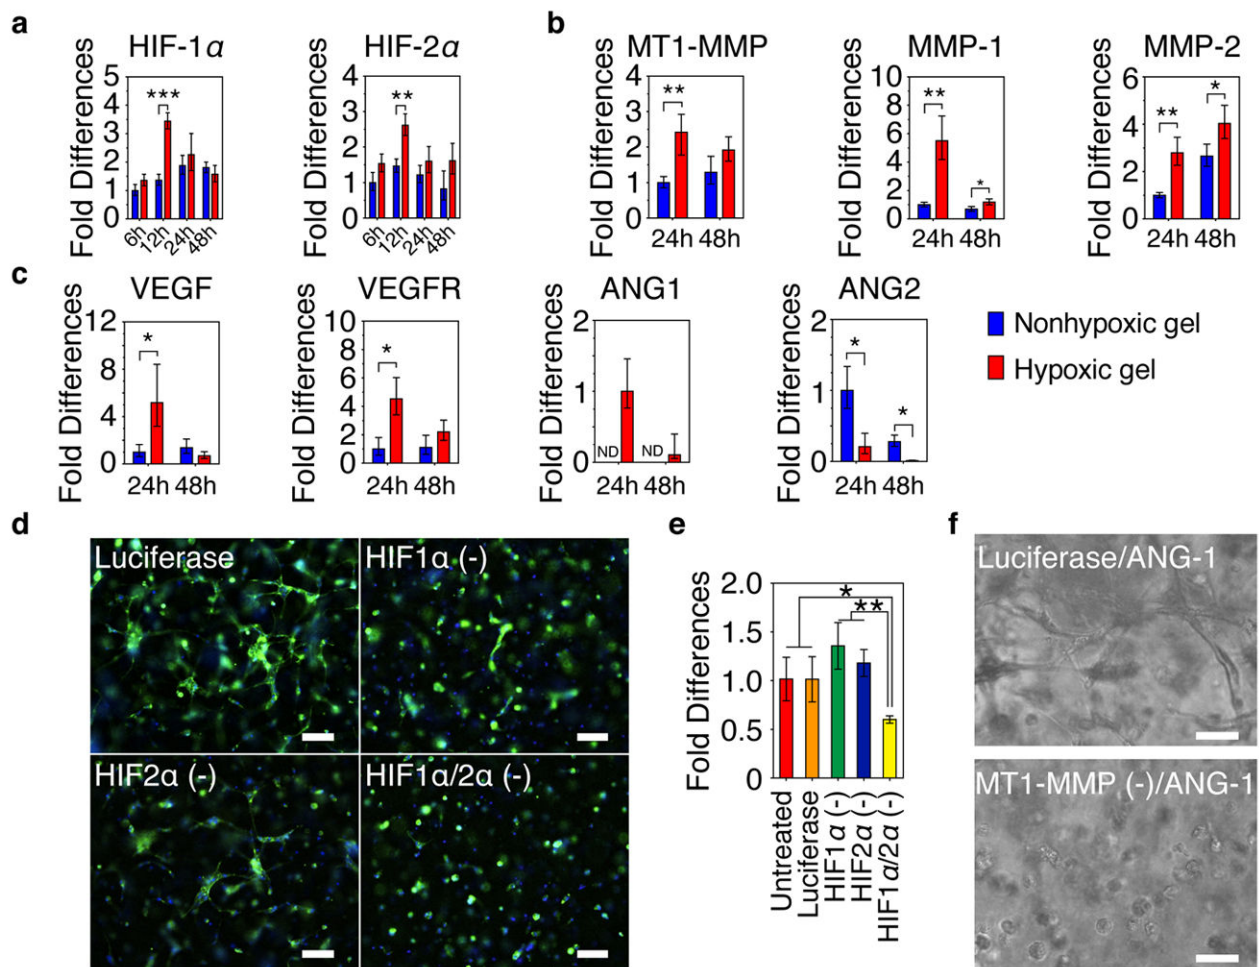 a
HIF-1α
Fold Differences
5
4
3
2
1
0
***
6h 12h 24h 48h
HIF-2α
Fold Differences
4
3
2
1
0
**
6h 12h 24h 48h
b
MT1-MMP
Fold Differences
4
3
2
1
0
**
24h 48h
MMP-1
Fold Differences
10
8
6
4
2
0
**
*
24h 48h
MMP-2
Fold Differences
6
4
2
0
**
*
24h 48h
c
VEGF
Fold Differences
12
8
4
0
*
24h 48h
VEGFR
Fold Differences
10
8
6
4
2
0
*
24h 48h
ANG1
Fold Differences
2
1
0
ND ND
24h 48h
ANG2
Fold Differences
2
1
0
*
*
24h 48h
Nonhypoxic gel
Hypoxic gel
d
Luciferase
HIF1α (-)
HIF2α (-)
HIF1α/2α (-)
e
Fold Differences
2.0
1.5
1.0
0.5
0
*
**
Untreated
Luciferase
HIF1α (-)
HIF2α (-)
HIF1α/2α (-)
f
Luciferase/ANG-1
MT1-MMP (-)/ANG-1